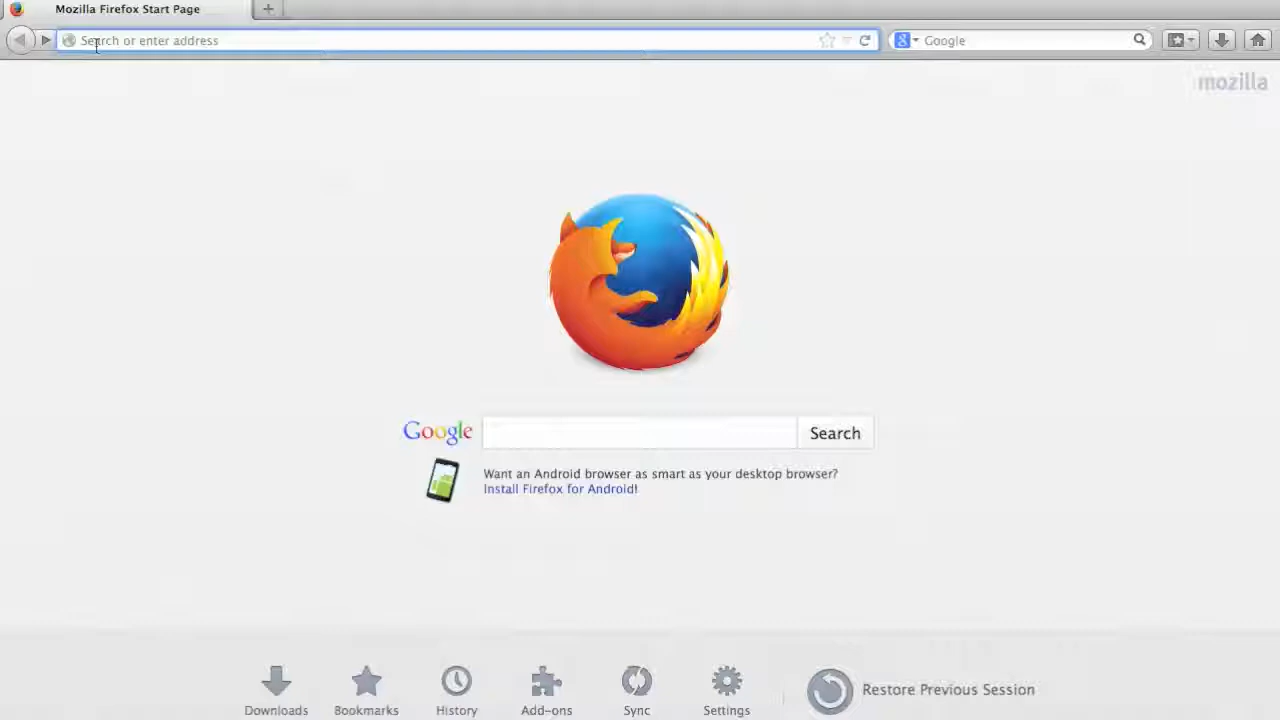 Mozilla Firefox Start Page
Search or enter address
Google
mozilla
Google
Search
Want an Android browser as smart as your desktop browser?
Install Firefox for Android!
Downloads
Bookmarks
History
Add-ons
Sync
Settings
Restore Previous Session